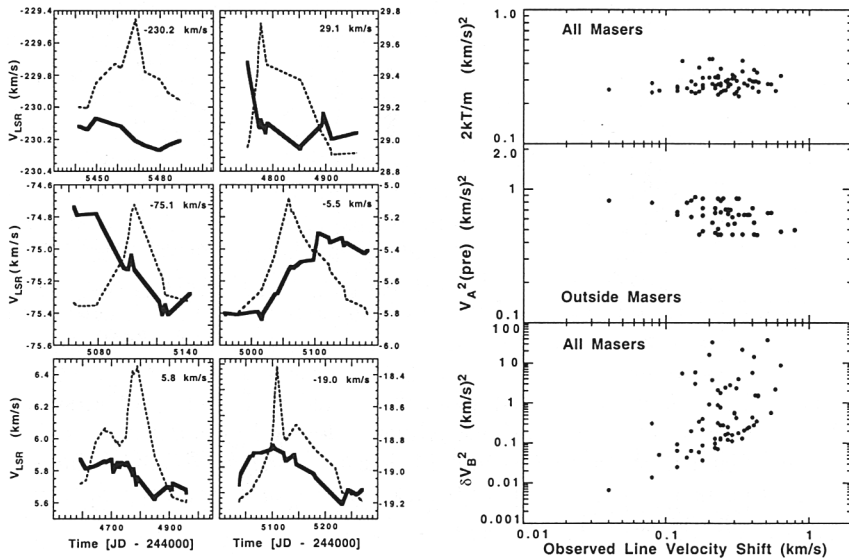 -229.4
-230.2 km/s
-229.6
-229.8
V_LSR (km/s)
-230.0
-230.2
-230.4
5450 5480
29.1 km/s
29.8
29.6
29.4
29.2
29.0
28.8
4800 4900
-74.6
-74.8
-75.1 km/s
V_LSR (km/s)
-75.0
-75.2
-75.4
-75.6
5080 5140
-5.0
-5.5 km/s
-5.2
-5.4
-5.6
-5.8
-6.0
5000 5100
5.8 km/s
6.4
6.2
V_LSR (km/s)
6.0
5.8
5.6
4700 4900
Time [JD - 244000]
-19.0 km/s
-18.4
-18.6
-18.8
-19.0
-19.2
5100 5200
Time [JD - 244000]
1.0
All Masers
2kT/m (km/s)²
0.1
2.0
1
V_A²(pre) (km/s)²
Outside Masers
0.1
100
All Masers
10
1
δV_B² (km/s)²
0.1
0.01
0.001
0.01 0.1 1
Observed Line Velocity Shift (km/s)